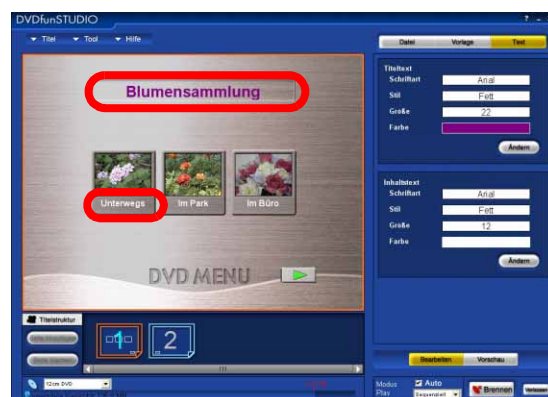 DVDfunSTUDIO
? -
Titel Tool Hilfe
Datei Vorlage Text
Blumensammlung
Unterwegs Im Park Im Büro
DVD MENU
Titeltext
Schriftart Arial
Stil Fett
Größe 22
Farbe
Ändern
Inhaltstext
Schriftart Arial
Stil Fett
Größe 12
Farbe
Ändern
Titelstruktur
1 2
12cm DVD
Bearbeiten Vorschau
Modus Auto
Play Sequentiell
Brennen Verlassen